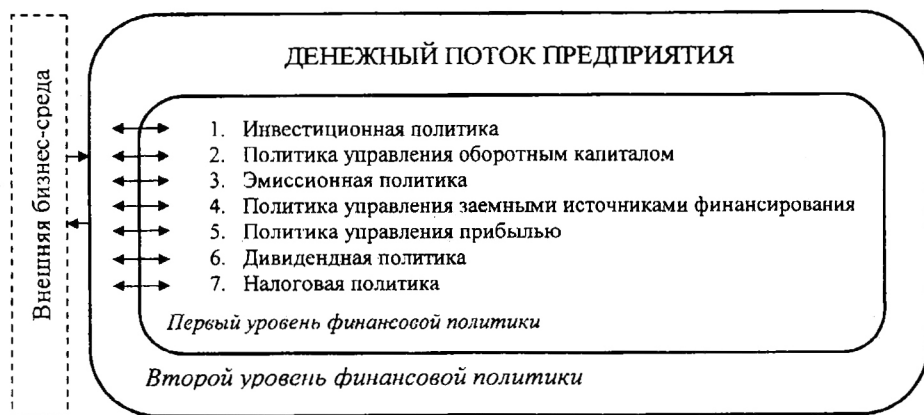 Внешняя бизнес-среда
ДЕНЕЖНЫЙ ПОТОК ПРЕДПРИЯТИЯ
1. Инвестиционная политика
2. Политика управления оборотным капиталом
3. Эмиссионная политика
4. Политика управления заемными источниками финансирования
5. Политика управления прибылью
6. Дивидендная политика
7. Налоговая политика
Первый уровень финансовой политики
Второй уровень финансовой политики